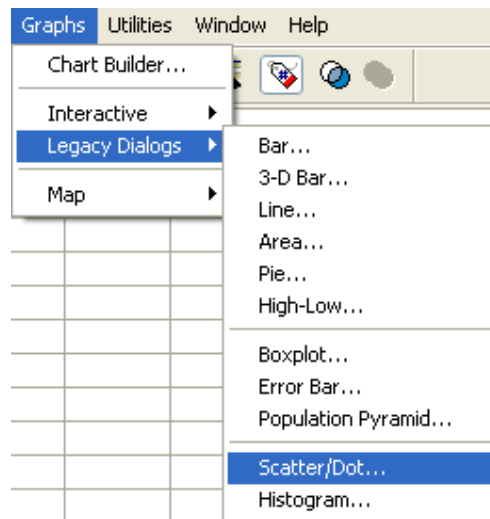 Graphs Utilities Window Help
Chart Builder...
Interactive
Legacy Dialogs
Map
Bar...
3-D Bar...
Line...
Area...
Pie...
High-Low...
Boxplot...
Error Bar...
Population Pyramid...
Scatter/Dot...
Histogram...